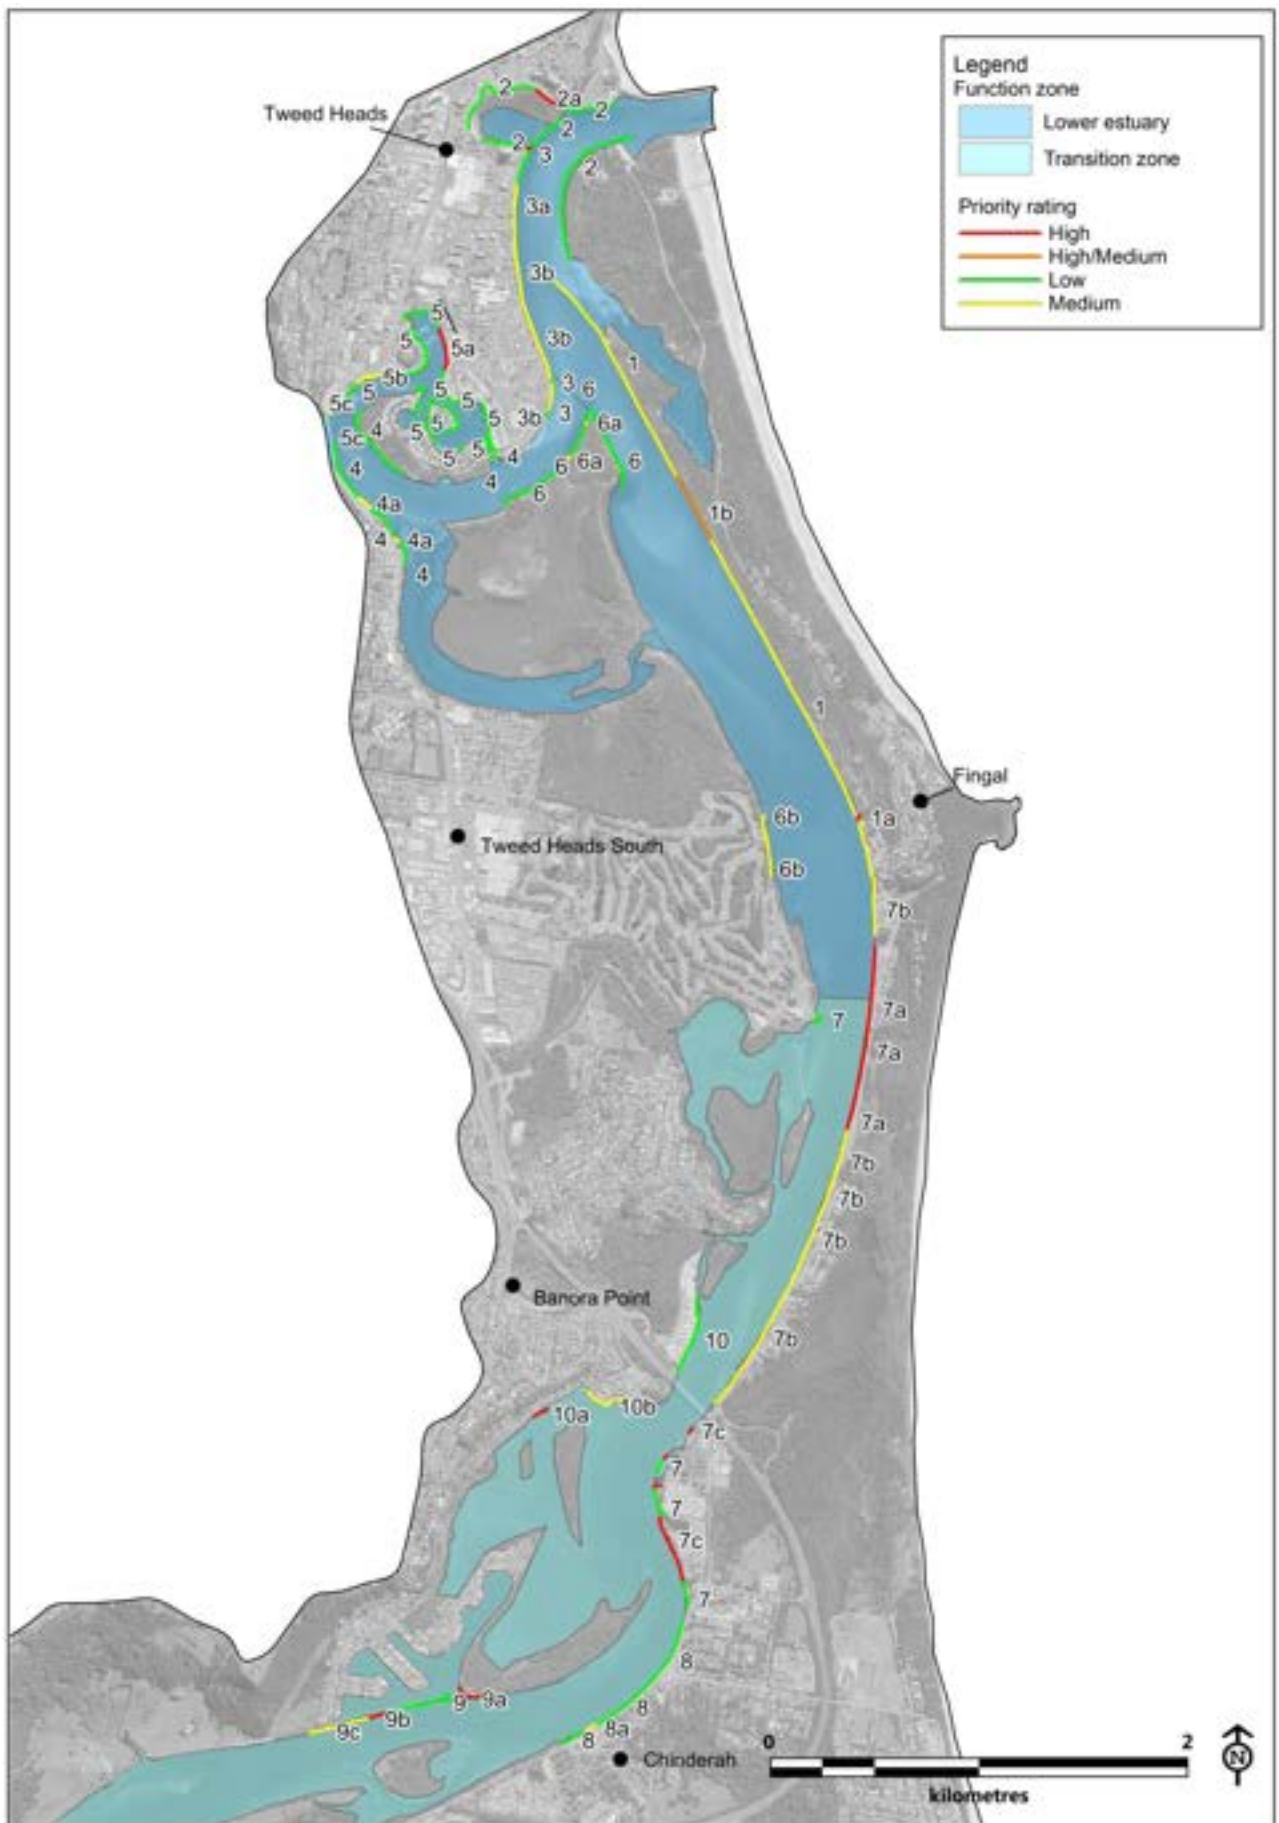 Legend
Function zone
Lower estuary
Transition zone
Priority rating
High
High/Medium
Low
Medium
2
2a
2
Tweed Heads
2
2
3
2
3a
3b
5
3b
5
5a
1
5b
3
6
5
5
5c
5
5
3b
3
6a
4
5
5
5c
5
5
4
6
6a
6
4
4
6
4a
1b
4
4a
4
1
Fingal
6b
1a
Tweed Heads South
6b
7b
7a
7
7a
7a
7b
7b
7b
Banora Point
10
7b
10a
10b
7c
7
7
7c
7
8
9
9a
8
9b
9c
8a
8
Chinderah
0
2
kilometres
N